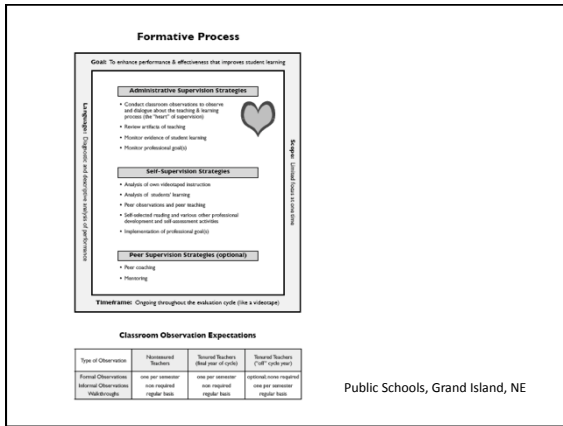 Formative Process
Goal: To enhance performance & effectiveness that improves student learning
Language: Diagnostic and descriptive analysis of performance
Administrative Supervision Strategies
• Conduct classroom observations to observe
and dialogue about the teaching & learning
process (the "heart" of supervision)
• Review artifacts of teaching
• Monitor evidence of student learning
• Monitor professional goal(s)
Self-Supervision Strategies
• Analysis of own videotaped instruction
• Analysis of students' learning
• Peer observations and peer teaching
• Self-selected reading and various other professional
development and self-assessment activities
• Implementation of professional goal(s)
Peer Supervision Strategies (optional)
• Peer coaching
• Mentoring
Scope: Limited focus at one time
Timeframe: Ongoing throughout the evaluation cycle (like a videotape)
Classroom Observation Expectations
Type of Observation Nontenured Teachers Tenured Teachers (final year of cycle) Tenured Teachers ("off" cycle year)
Formal Observations one per semester one per semester optional; none required
Informal Observations non required non required one per semester
Walkthroughs regular basis regular basis regular basis
Public Schools, Grand Island, NE